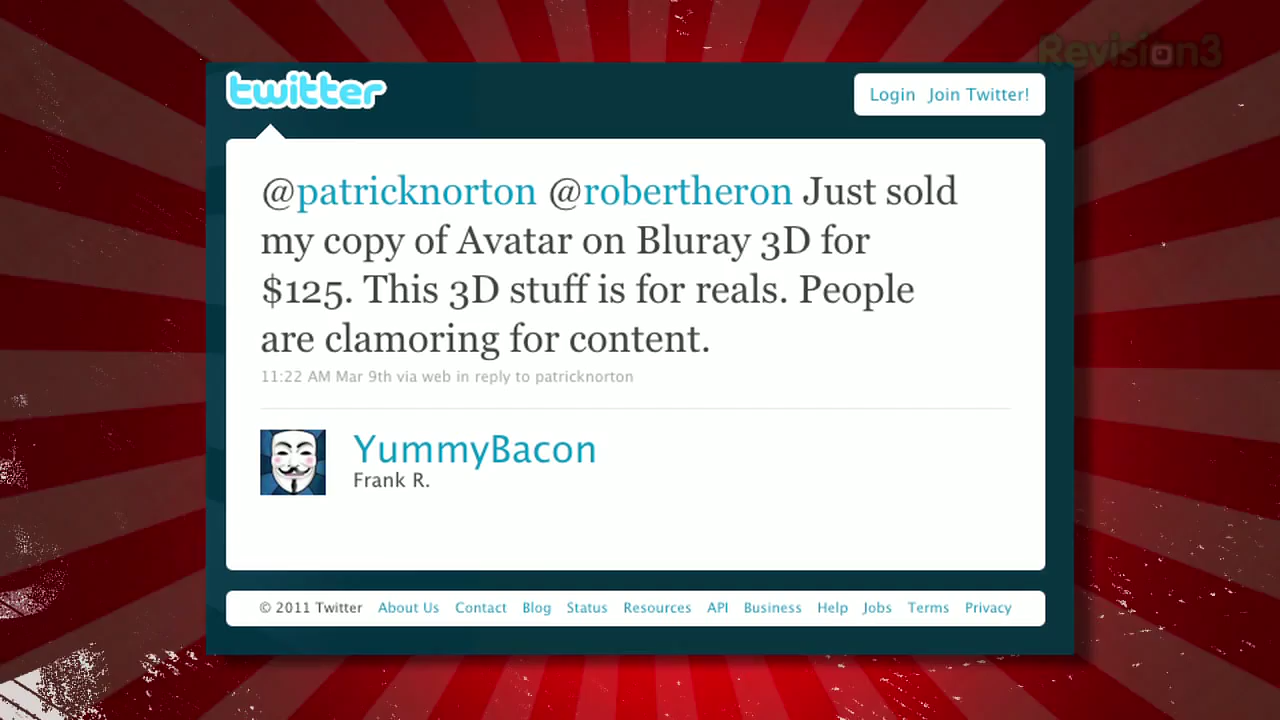 Revision3
twitter
Login Join Twitter!
@patricknorton @robertheron Just sold
my copy of Avatar on Bluray 3D for
$125. This 3D stuff is for reals. People
are clamoring for content.
11:22 AM Mar 9th via web in reply to patricknorton
YummyBacon
Frank R.
© 2011 Twitter About Us Contact Blog Status Resources API Business Help Jobs Terms Privacy